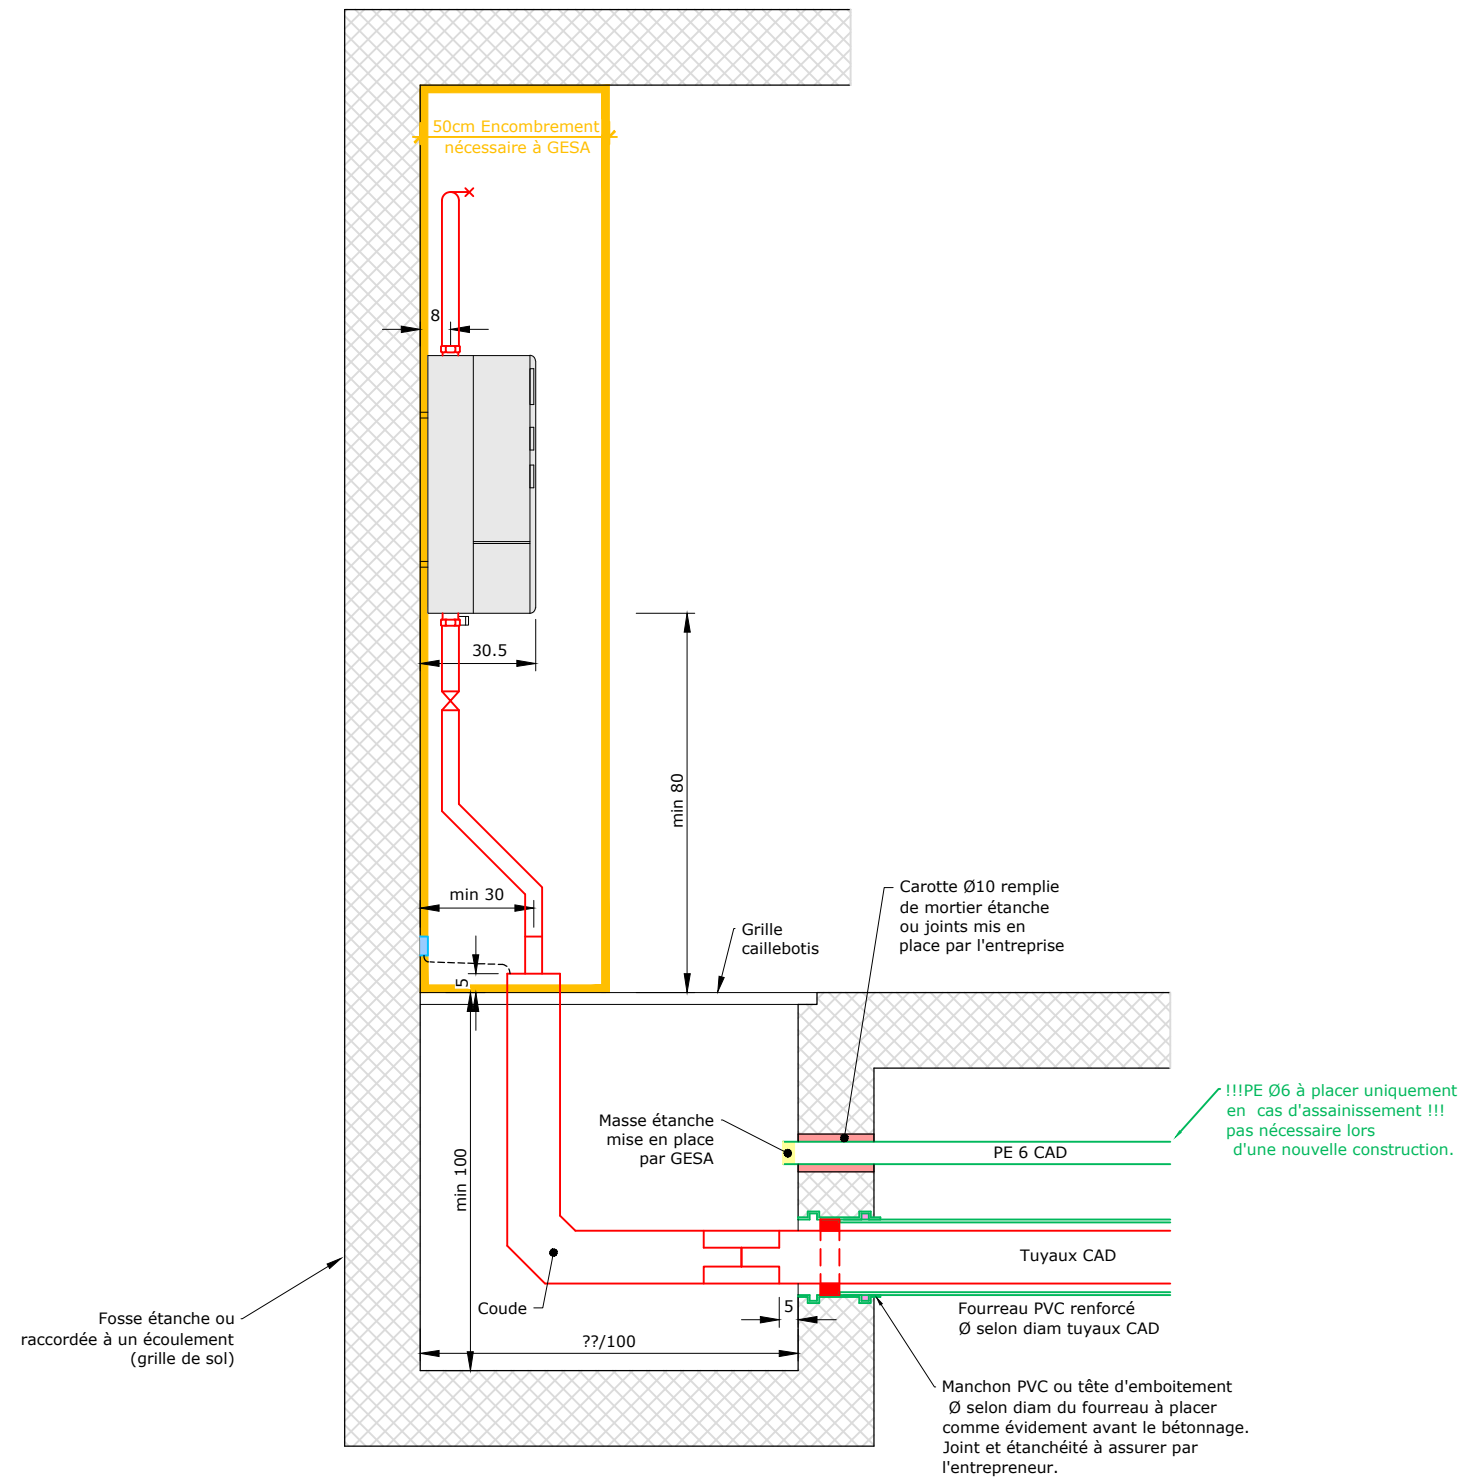 50cm Encombrement
nécessaire à GESA
8
30.5
min 80
min 30
5
Grille
caillebotis
Carotte Ø10 remplie
de mortier étanche
ou joints mis en
place par l'entreprise
!!!PE Ø6 à placer uniquement
en cas d'assainissement !!!
pas nécessaire lors
d'une nouvelle construction.
Masse étanche
mise en place
par GESA
PE 6 CAD
min 100
Tuyaux CAD
Coude
5
Fourreau PVC renforcé
Ø selon diam tuyaux CAD
Fosse étanche ou
raccordée à un écoulement
(grille de sol)
??/100
Manchon PVC ou tête d'emboitement
Ø selon diam du fourreau à placer
comme évidement avant le bétonnage.
Joint et étanchéité à assurer par
l'entrepreneur.